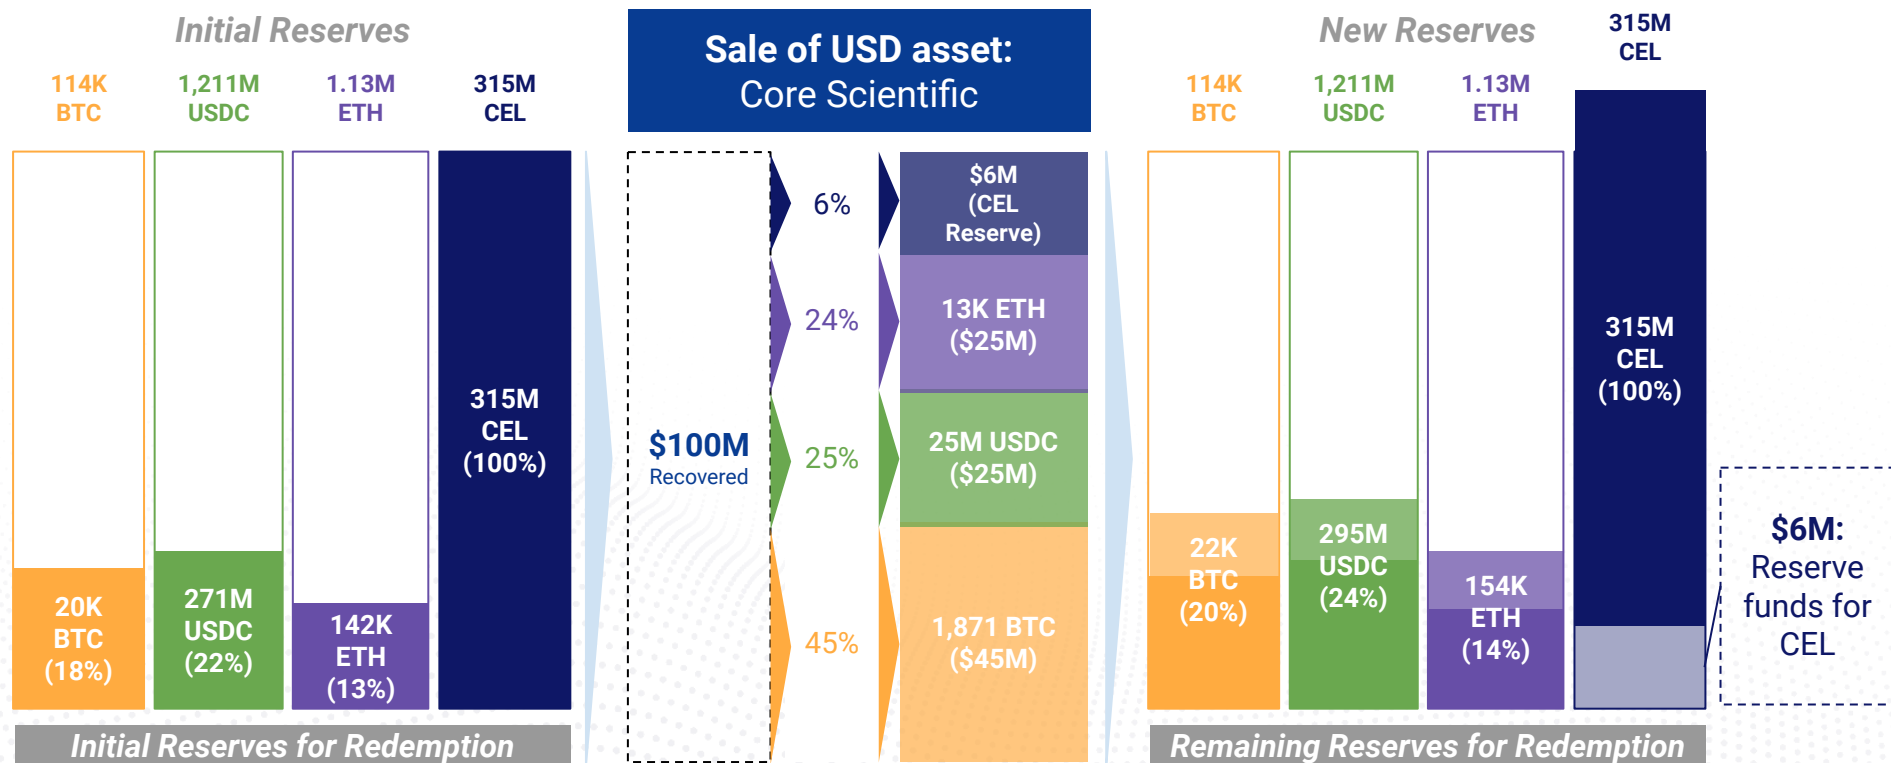 Initial Reserves
114K
BTC
1,211M
USDC
1.13M
ETH
315M
CEL
20K
BTC
(18%)
271M
USDC
(22%)
142K
ETH
(13%)
315M
CEL
(100%)
Initial Reserves for Redemption
Sale of USD asset:
Core Scientific
$100M
Recovered
6%
24%
25%
45%
$6M
(CEL
Reserve)
13K ETH
($25M)
25M USDC
($25M)
1,871 BTC
($45M)
New Reserves
114K
BTC
1,211M
USDC
1.13M
ETH
315M
CEL
22K
BTC
(20%)
295M
USDC
(24%)
154K
ETH
(14%)
315M
CEL
(100%)
$6M:
Reserve
funds for
CEL
Remaining Reserves for Redemption